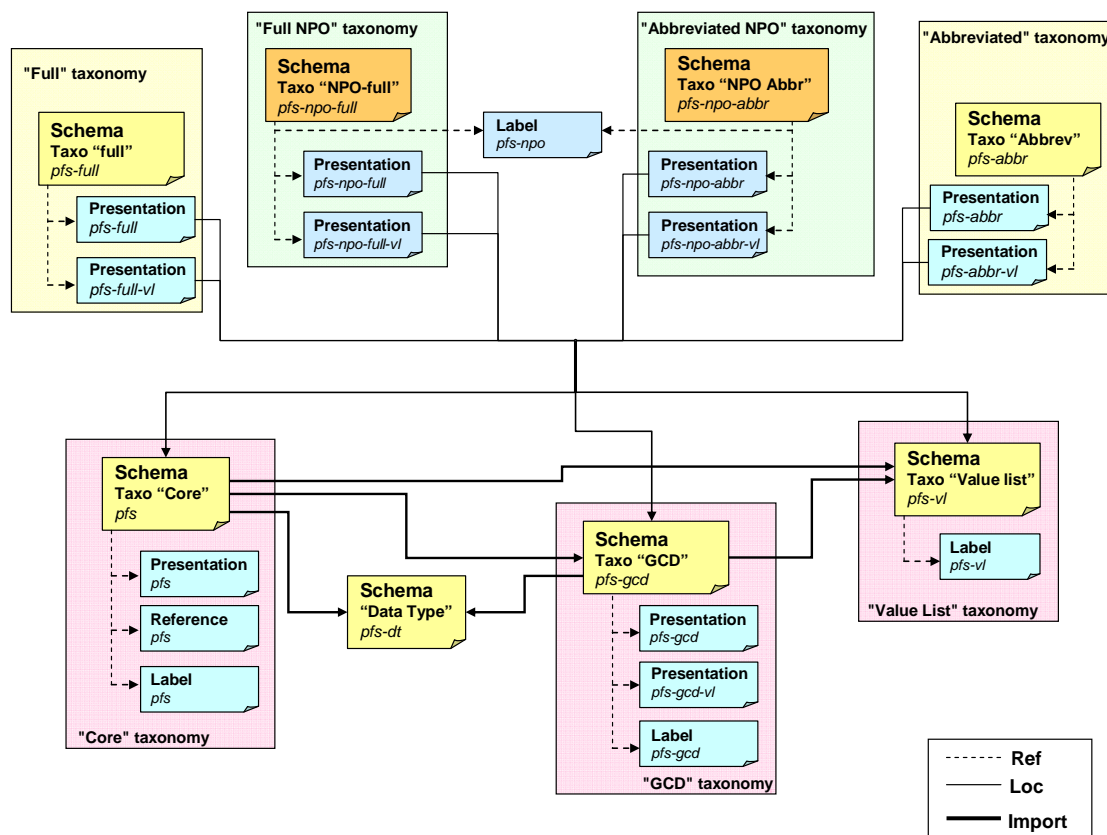 "Full" taxonomy
Schema
Taxo “full”
pfs-full
Presentation
pfs-full
Presentation
pfs-full-vl
"Full NPO" taxonomy
Schema
Taxo “NPO-full”
pfs-npo-full
Presentation
pfs-npo-full
Presentation
pfs-npo-full-vl
Label
pfs-npo
"Abbreviated NPO" taxonomy
Schema
Taxo “NPO Abbr”
pfs-npo-abbr
Presentation
pfs-npo-abbr
Presentation
pfs-npo-abbr-vl
"Abbreviated" taxonomy
Schema
Taxo “Abbrev”
pfs-abbr
Presentation
pfs-abbr
Presentation
pfs-abbr-vl
Schema
Taxo “Core”
pfs
Presentation
pfs
Reference
pfs
Label
pfs
"Core" taxonomy
Schema
“Data Type”
pfs-dt
Schema
Taxo “GCD”
pfs-gcd
Presentation
pfs-gcd
Presentation
pfs-gcd-vl
Label
pfs-gcd
"GCD" taxonomy
Schema
Taxo “Value list”
pfs-vl
Label
pfs-vl
"Value List" taxonomy
Ref
Loc
Import